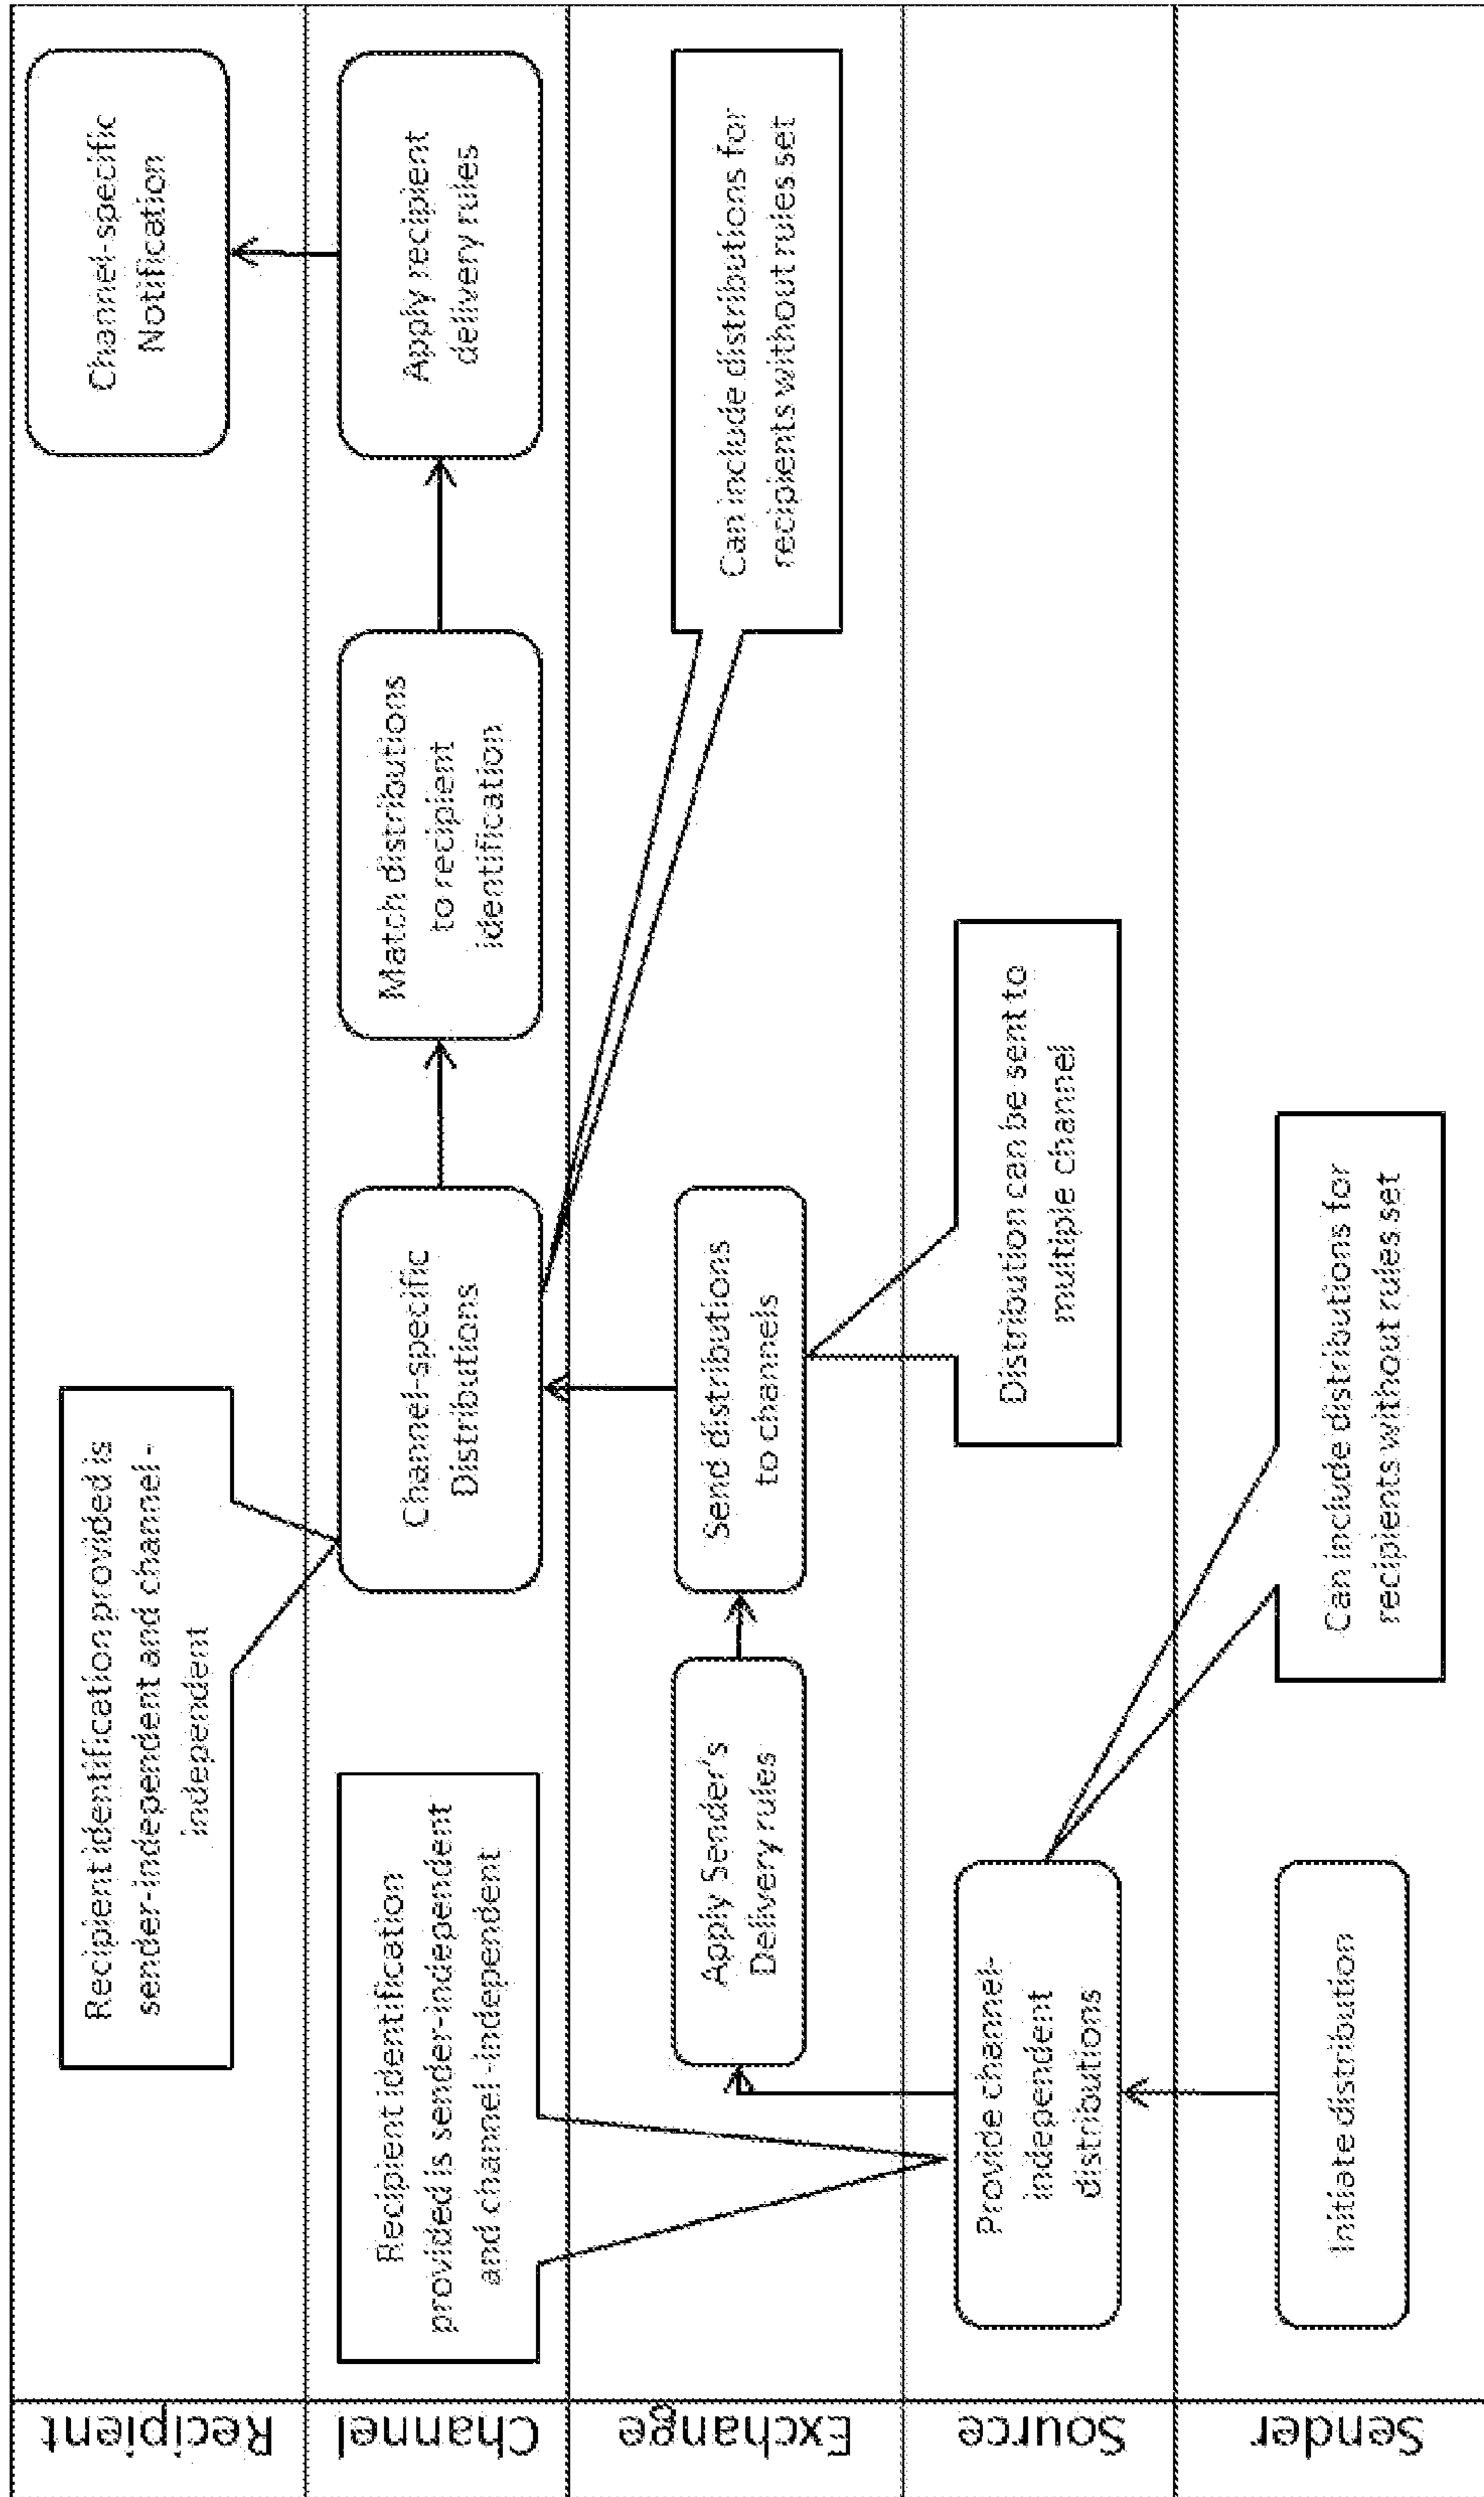 Recipient
Recipient identification provided is
sender-independent and channel -
independent
Channel-specific
Notification
Channel
Recipient identification
provided is sender-independent
and channel -independent
Channel-specific
Distributions
Match distributions
to recipient
identification
Apply recipient
delivery rules
Exchange
Apply Sender's
Delivery rules
Send distributions
to channels
Can include distributions for
recipients without rules set
Source
Provide channel-
independent
distributions
Distribution can be sent to
multiple channel
Sender
Initiate distribution
Can include distributions for
recipients without rules set